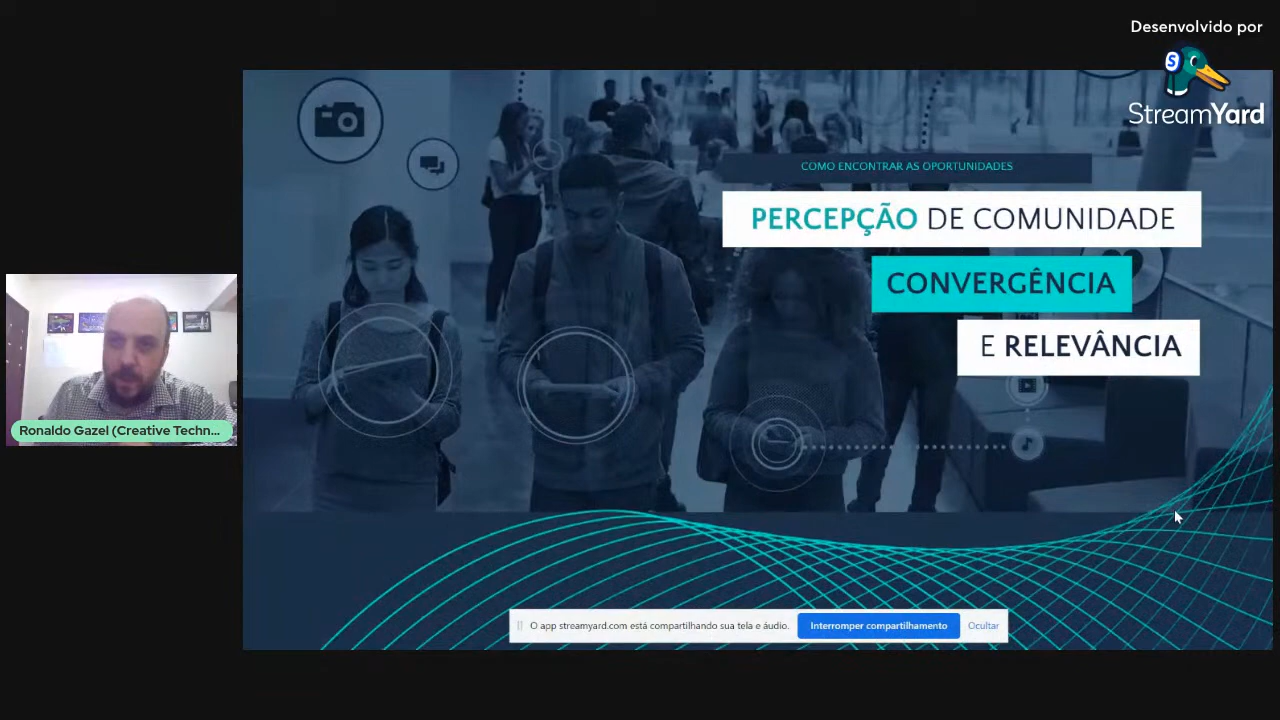 Desenvolvido por
StreamYard
COMO ENCONTRAR AS OPORTUNIDADES
PERCEPÇÃO DE COMUNIDADE
CONVERGÊNCIA
E RELEVÂNCIA
Ronaldo Gazel (Creative Techn...
O app streamyard.com está compartilhando sua tela e áudio. Interromper compartilhamento Ocultar